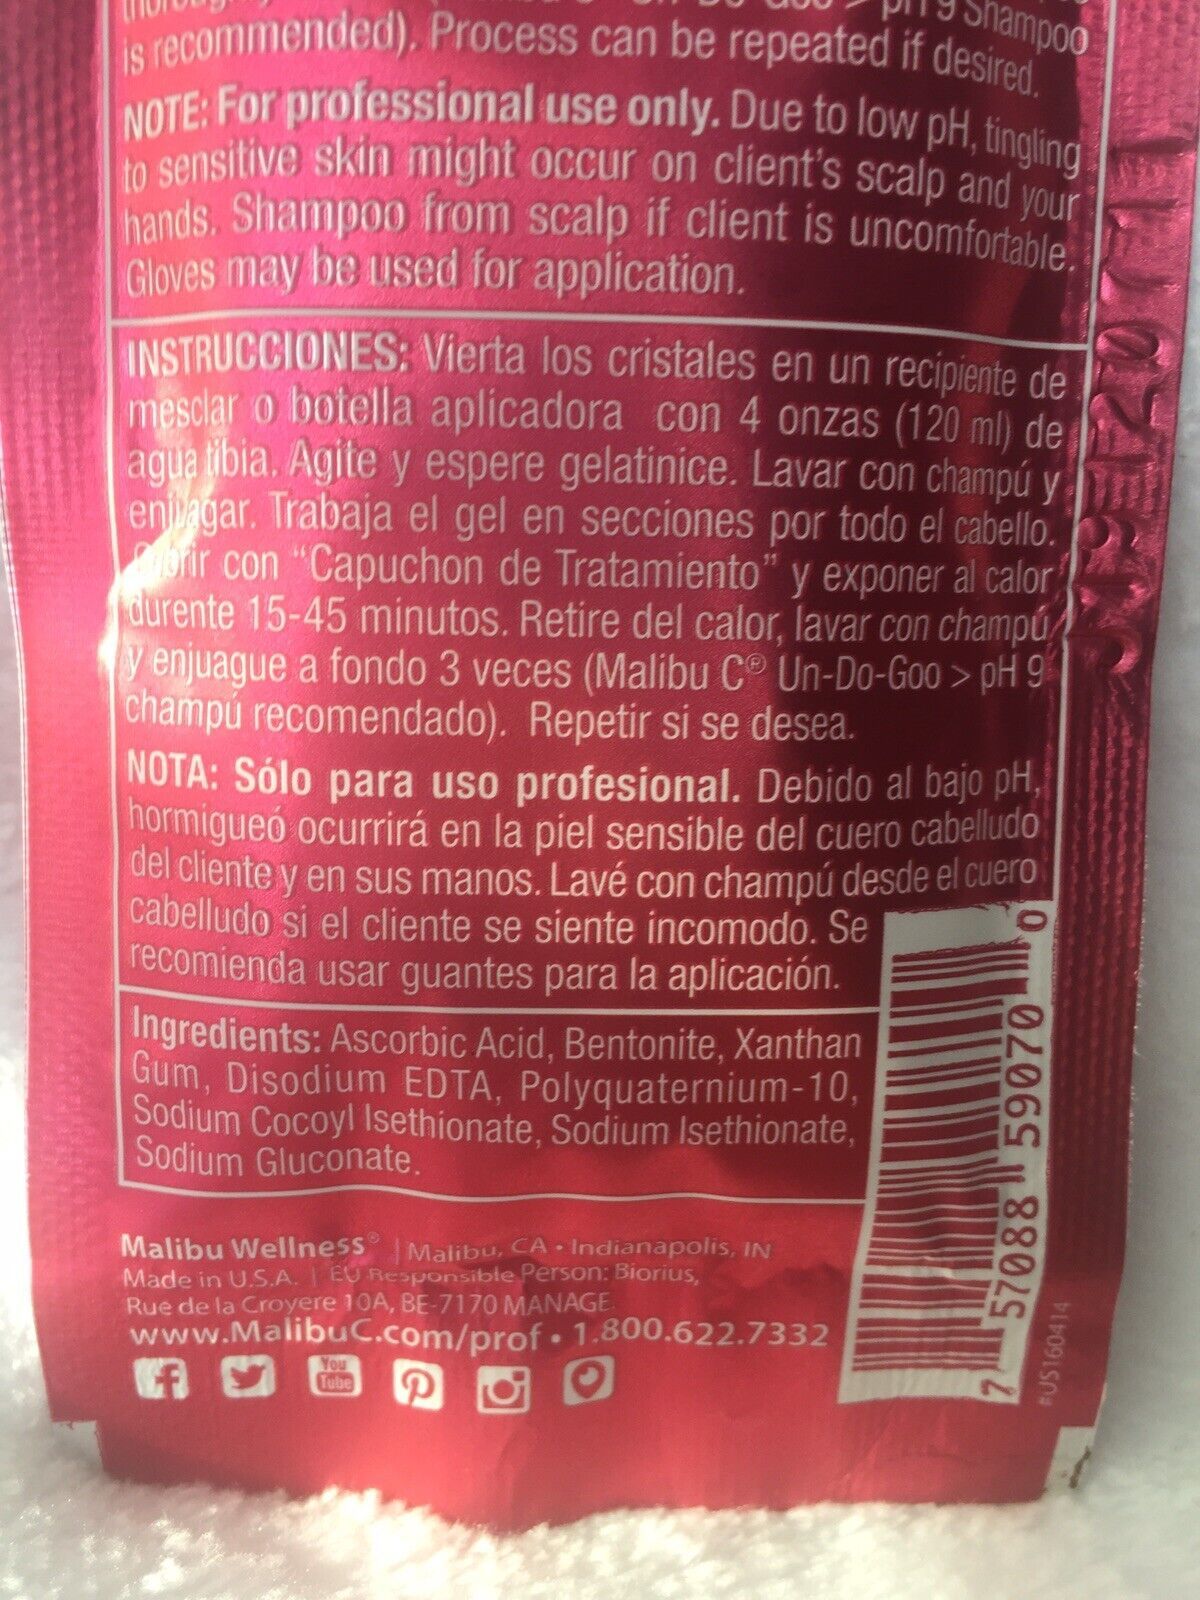 Shampoo
is recommended). Process can be repeated if desired.
NOTE: For professional use only. Due to low pH, tingling
to sensitive skin might occur on client's scalp and your
hands. Shampoo from scalp if client is uncomfortable.
Gloves may be used for application.
INSTRUCCIONES: Vierta los cristales en un recipiente de
mesclar o botella aplicadora con 4 onzas (120 ml) de
agua tibia. Agite y espere gelatinice. Lavar con champú y
enjuagar. Trabaja el gel en secciones por todo el cabello.
con "Capuchon de Tratamiento" y exponer al calor
durente 15-45 minutos. Retire del calor, lavar con champú
y enjuague a fondo 3 veces (Malibu C® Un-Do-Goo > pH 9
champú recomendado). Repetir si se desea.
NOTA: Sólo para uso profesional. Debido al bajo pH,
hormigueó ocurrirá en la piel sensible del cuero cabelludo
del cliente y en sus manos. Lavé con champú desde el cuero
cabelludo si el cliente se siente incomodo. Se
recomienda usar guantes para la aplicación.
Ingredients: Ascorbic Acid, Bentonite, Xanthan
Gum, Disodium EDTA, Polyquaternium-10,
Sodium Cocoyl Isethionate, Sodium Isethionate,
Sodium Gluconate.
Malibu Wellness® | Malibu, CA • Indianapolis, IN
Made in U.S.A. | EU Responsible Person: Biorius,
Rue de la Croyere 10A, BE-7170 MANAGE
www.MalibuC.com/prof • 1.800.622.7332
You
Tube
7 57088 59070 0